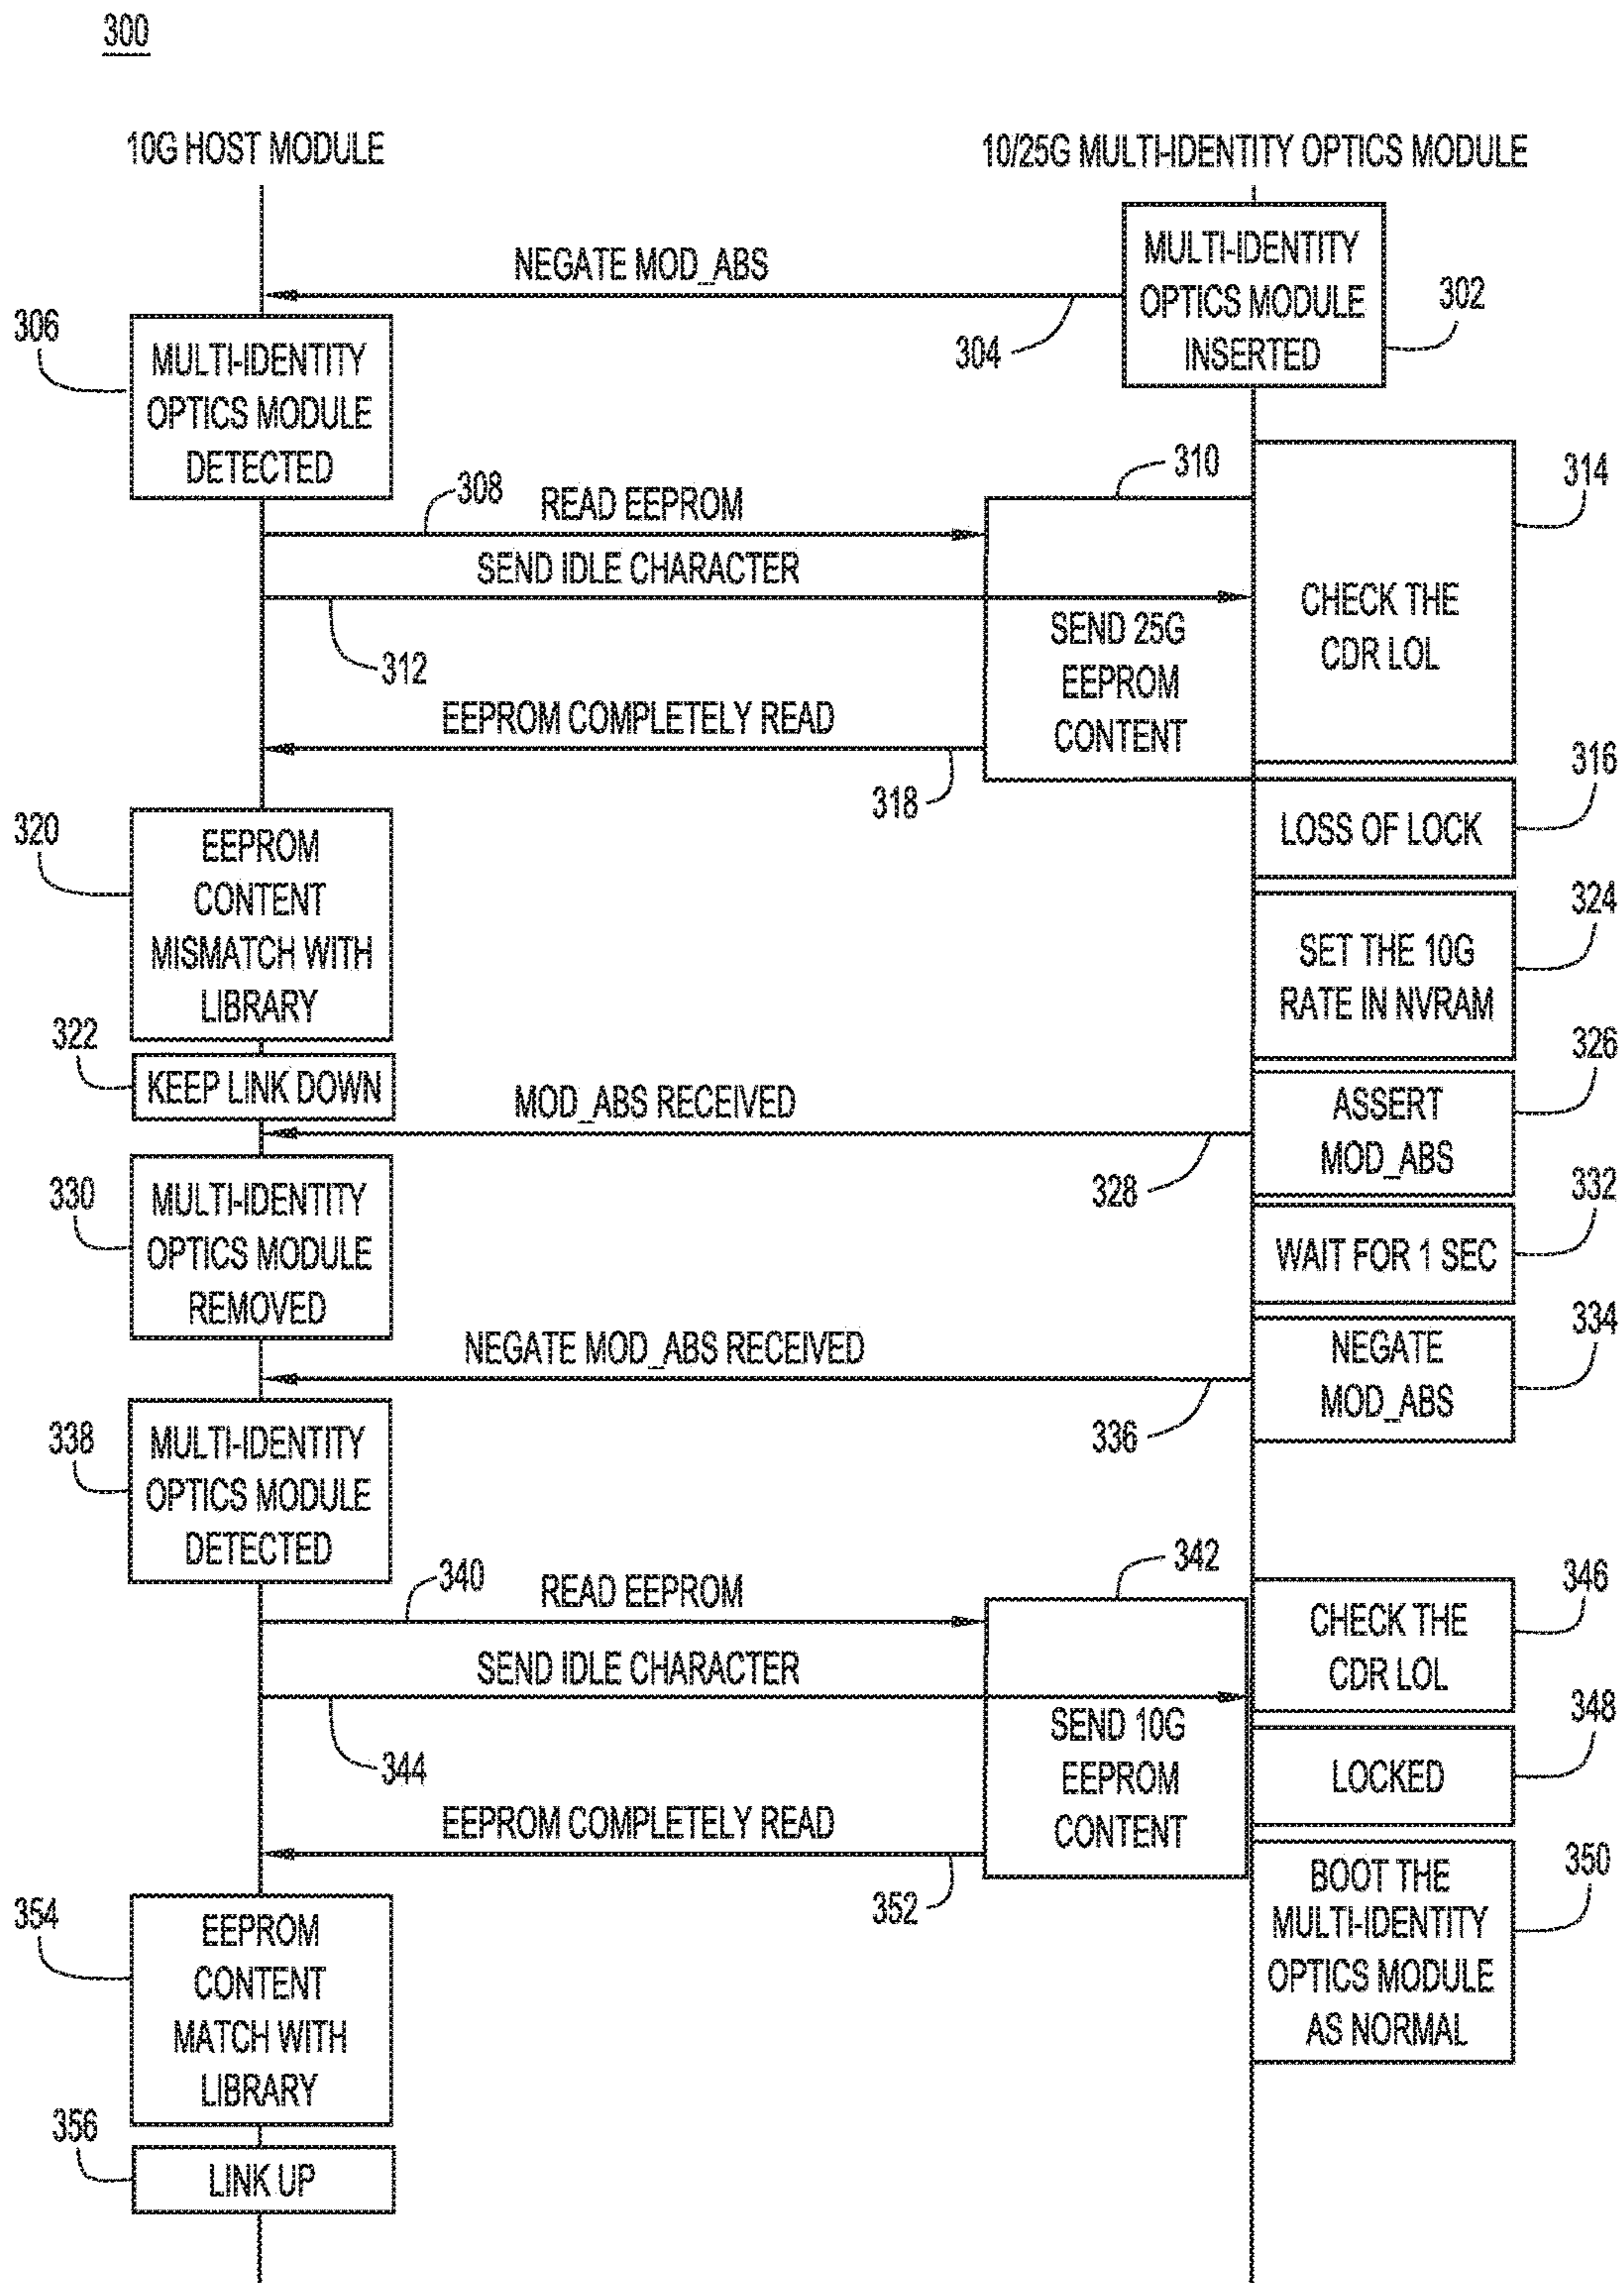 300
10G HOST MODULE
10/25G MULTI-IDENTITY OPTICS MODULE
MULTI-IDENTITY
OPTICS MODULE
INSERTED
302
NEGATE MOD_ABS
304
306
MULTI-IDENTITY
OPTICS MODULE
DETECTED
308
READ EEPROM
310
SEND IDLE CHARACTER
312
SEND 25G
EEPROM
CONTENT
314
CHECK THE
CDR LOL
EEPROM COMPLETELY READ
318
316
LOSS OF LOCK
320
EEPROM
CONTENT
MISMATCH WITH
LIBRARY
322
KEEP LINK DOWN
324
SET THE 10G
RATE IN NVRAM
326
ASSERT
MOD_ABS
MOD_ABS RECEIVED
328
330
MULTI-IDENTITY
OPTICS MODULE
REMOVED
332
WAIT FOR 1 SEC
334
NEGATE
MOD_ABS
NEGATE MOD_ABS RECEIVED
336
338
MULTI-IDENTITY
OPTICS MODULE
DETECTED
340
READ EEPROM
342
SEND IDLE CHARACTER
344
SEND 10G
EEPROM
CONTENT
346
CHECK THE
CDR LOL
348
LOCKED
EEPROM COMPLETELY READ
352
350
BOOT THE
MULTI-IDENTITY
OPTICS MODULE
AS NORMAL
354
EEPROM
CONTENT
MATCH WITH
LIBRARY
356
LINK UP